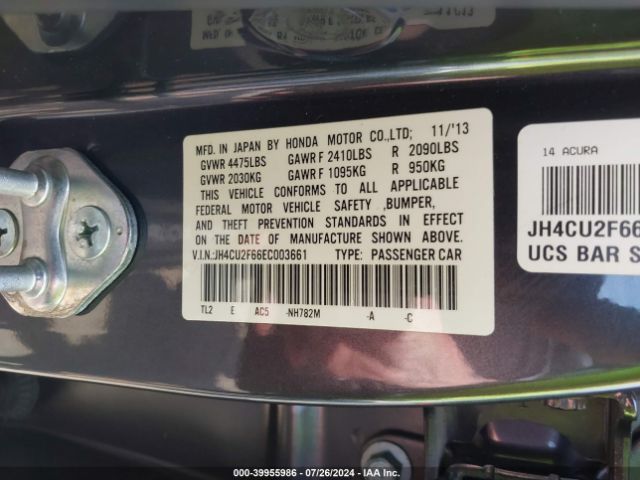 MFD. IN JAPAN BY HONDA MOTOR CO.,LTD; 11/'13
GVWR 4475LBS GAWR F 2410LBS R 2090LBS
GVWR 2030KG GAWR F 1095KG R 950KG
THIS VEHICLE CONFORMS TO ALL APPLICABLE
FEDERAL MOTOR VEHICLE SAFETY ,BUMPER,
AND THEFT PREVENTION STANDARDS IN EFFECT
ON THE DATE OF MANUFACTURE SHOWN ABOVE.
V.I.N.:JH4CU2F66EC003661 TYPE: PASSENGER CAR
TL2 E AC5 -NH782M -A -C
14 ACURA
JH4CU2F66
UCS BAR S
000-39955986 - 07/26/2024 - IAA Inc.